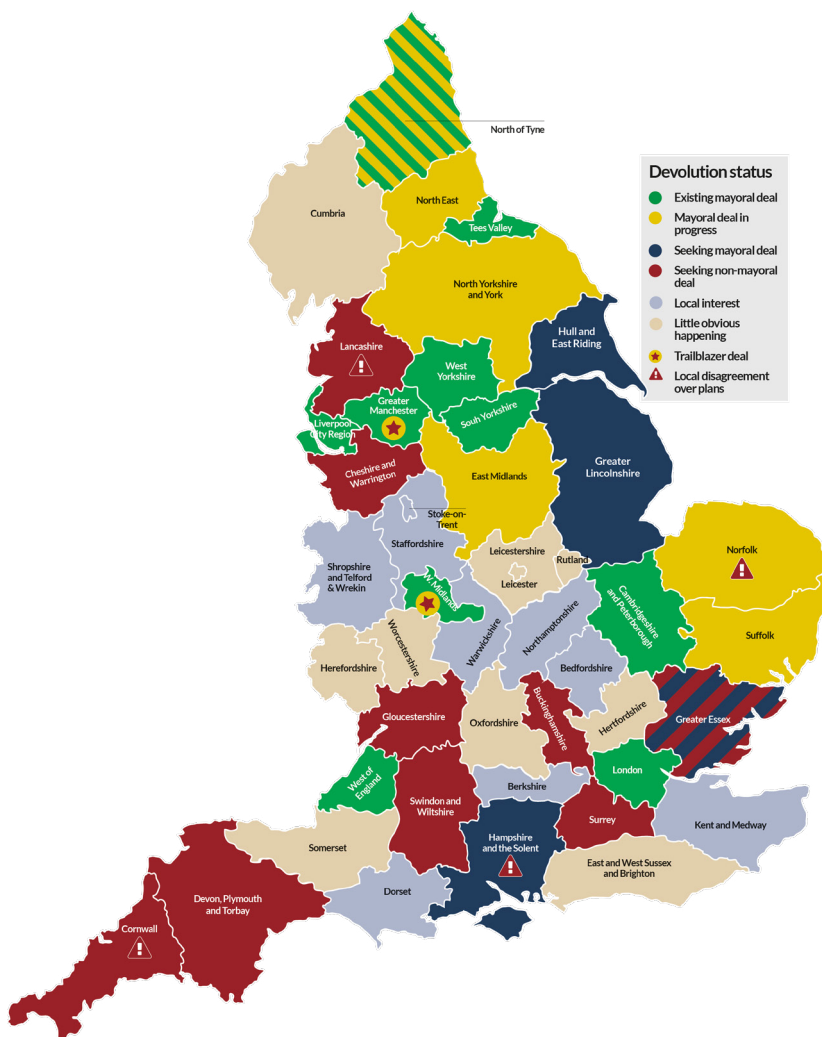 North of Tyne
Cumbria
North East
Tees Valley
North Yorkshire
and York
Lancashire
West
Yorkshire
Hull and
East Riding
Greater
Manchester
Souh Yorkshire
Liverpool
City Region
Cheshire and
Warrington
East Midlands
Greater
Lincolnshire
Stoke-on-
Trent
Staffordshire
Shropshire
and Telford
& Wrekin
Leicestershire
Rutland
Leicester
Norfolk
W. Midlands
Cambridgeshire
and Peterborough
Suffolk
Worcestershire
Warwickshire
Northamptonshire
Herefordshire
Bedfordshire
Gloucestershire
Oxfordshire
Buckinghamshire
Hertfordshire
Greater Essex
West of
England
London
Berkshire
Swindon and
Wiltshire
Hampshire
and the Solent
Surrey
Kent and Medway
Somerset
East and West Sussex
and Brighton
Dorset
Devon, Plymouth
and Torbay
Cornwall
Devolution status
Existing mayoral deal
Mayoral deal in
progress
Seeking mayoral deal
Seeking non-mayoral
deal
Local interest
Little obvious
happening
Trailblazer deal
Local disagreement
over plans